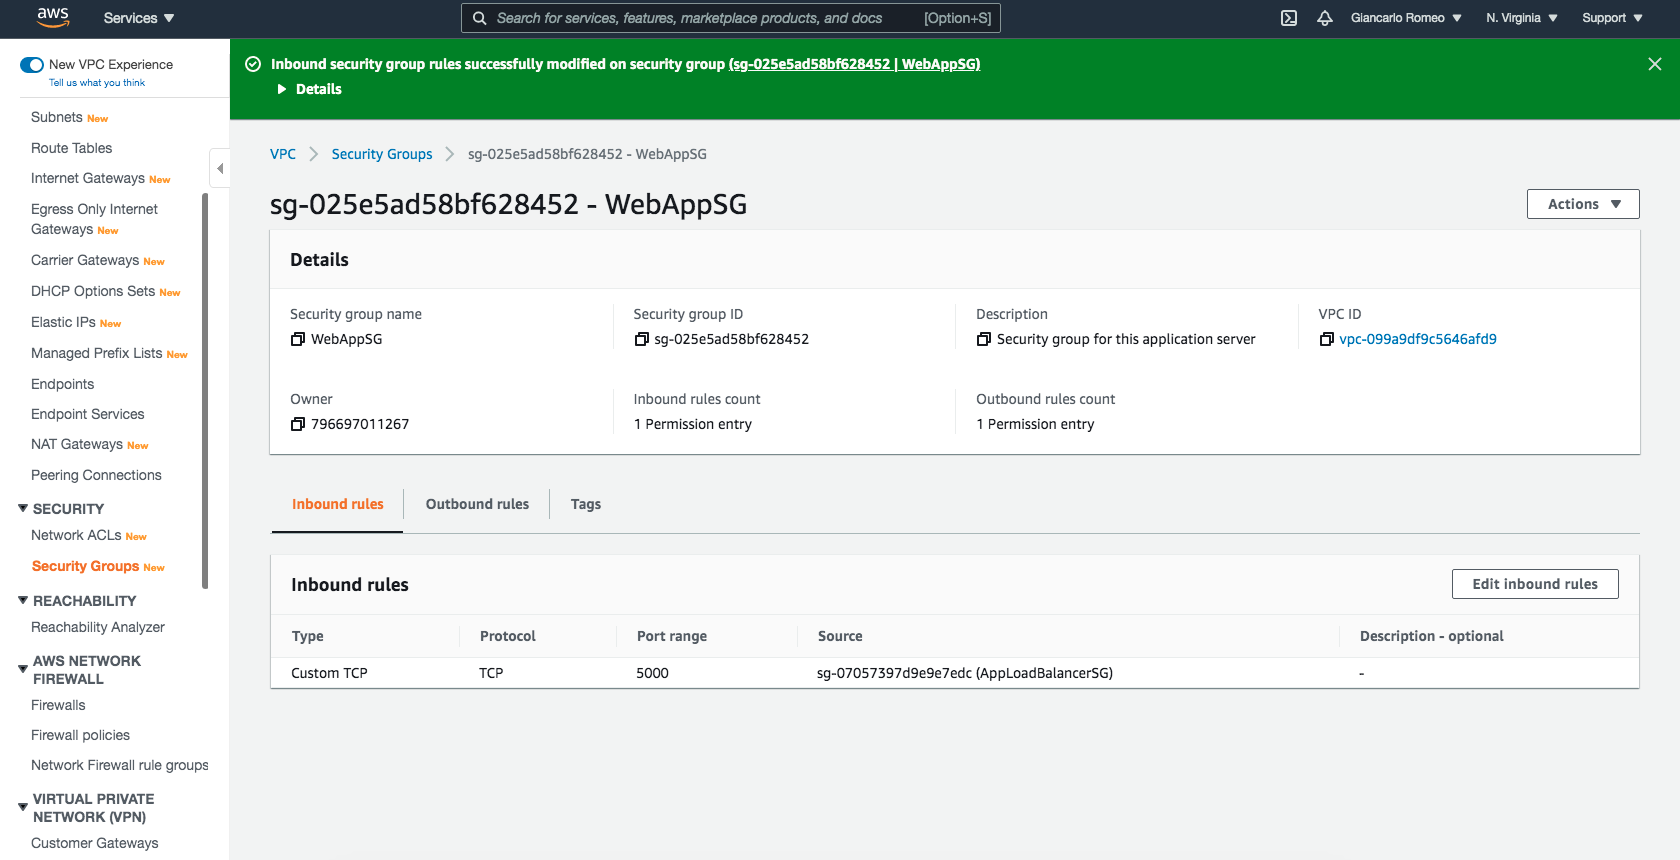 aws
Services
Search for services, features, marketplace products, and docs [Option+S]
Giancarlo Romeo
N. Virginia
Support
New VPC Experience
Tell us what you think
Subnets New
Route Tables
Internet Gateways New
Egress Only Internet
Gateways New
Carrier Gateways New
DHCP Options Sets New
Elastic IPs New
Managed Prefix Lists New
Endpoints
Endpoint Services
NAT Gateways New
Peering Connections
SECURITY
Network ACLs New
Security Groups New
REACHABILITY
Reachability Analyzer
AWS NETWORK
FIREWALL
Firewalls
Firewall policies
Network Firewall rule groups
VIRTUAL PRIVATE
NETWORK (VPN)
Customer Gateways
Inbound security group rules successfully modified on security group (sg-025e5ad58bf628452 | WebAppSG)
Details
VPC
Security Groups
sg-025e5ad58bf628452 - WebAppSG
sg-025e5ad58bf628452 - WebAppSG
Actions
Details
Security group name
WebAppSG
Security group ID
sg-025e5ad58bf628452
Description
Security group for this application server
VPC ID
vpc-099a9df9c5646afd9
Owner
796697011267
Inbound rules count
1 Permission entry
Outbound rules count
1 Permission entry
Inbound rules
Outbound rules
Tags
Inbound rules
Edit inbound rules
Type Protocol Port range Source Description - optional
Custom TCP TCP 5000 sg-07057397d9e9e7edc (AppLoadBalancerSG) -